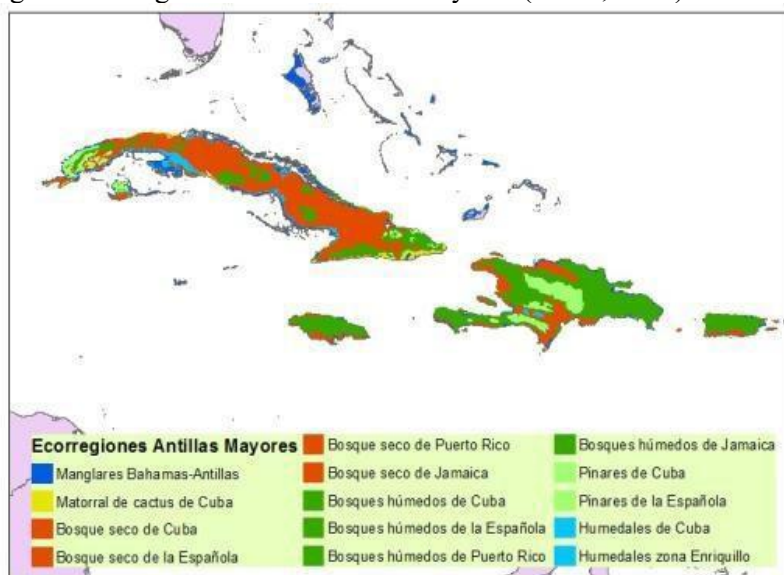 Ecorregiones Antillas Mayores
Manglares Bahamas-Antillas
Matorral de cactus de Cuba
Bosque seco de Cuba
Bosque seco de la Española
Bosque seco de Puerto Rico
Bosque seco de Jamaica
Bosques húmedos de Cuba
Bosques húmedos de la Española
Bosques húmedos de Puerto Rico
Bosques húmedos de Jamaica
Pinares de Cuba
Pinares de la Española
Humedales de Cuba
Humedales zona Enriquillo